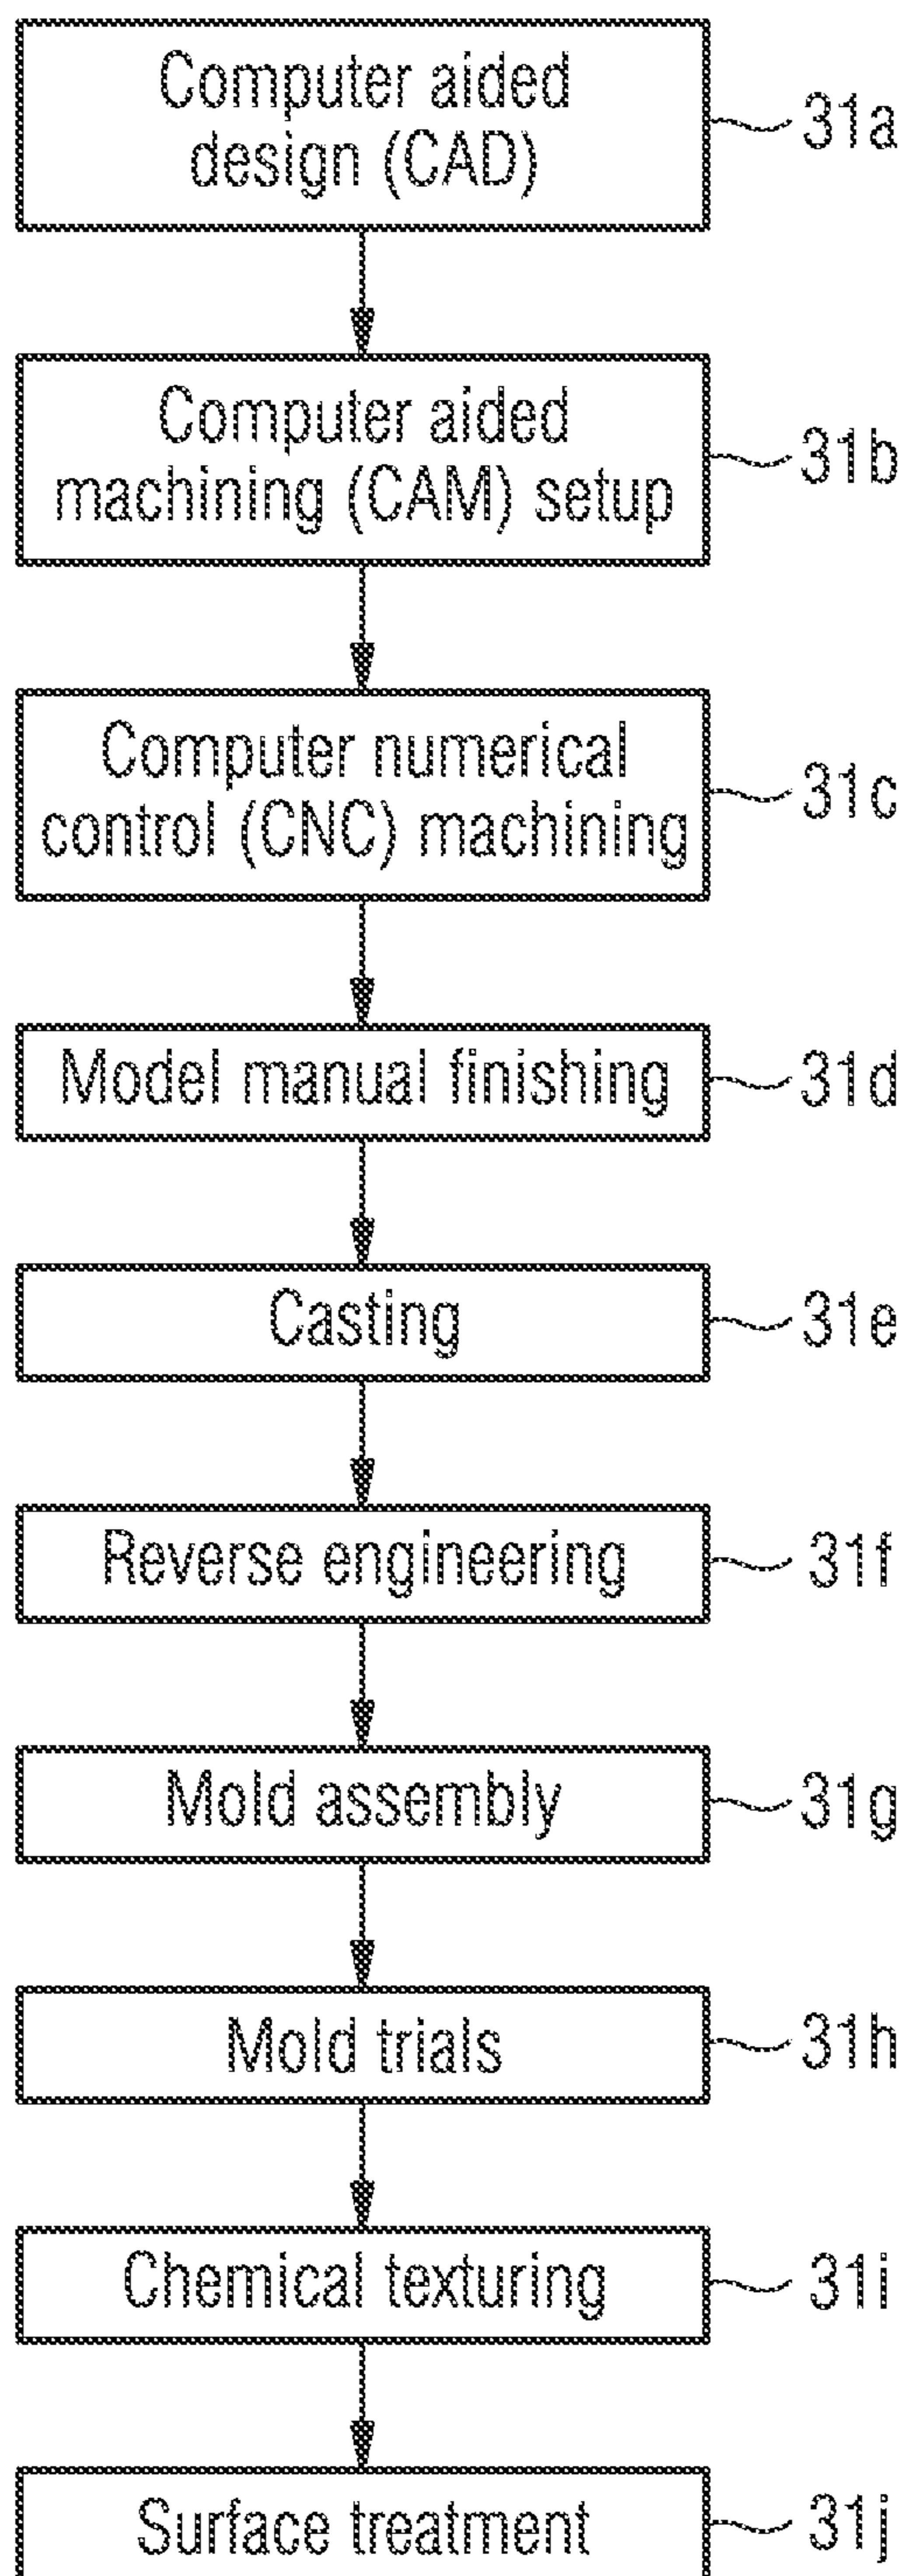 Computer aided
design (CAD)
31a
Computer aided
machining (CAM) setup
31b
Computer numerical
control (CNC) machining
31c
Model manual finishing
31d
Casting
31e
Reverse engineering
31f
Mold assembly
31g
Mold trials
31h
Chemical texturing
31i
Surface treatment
31j